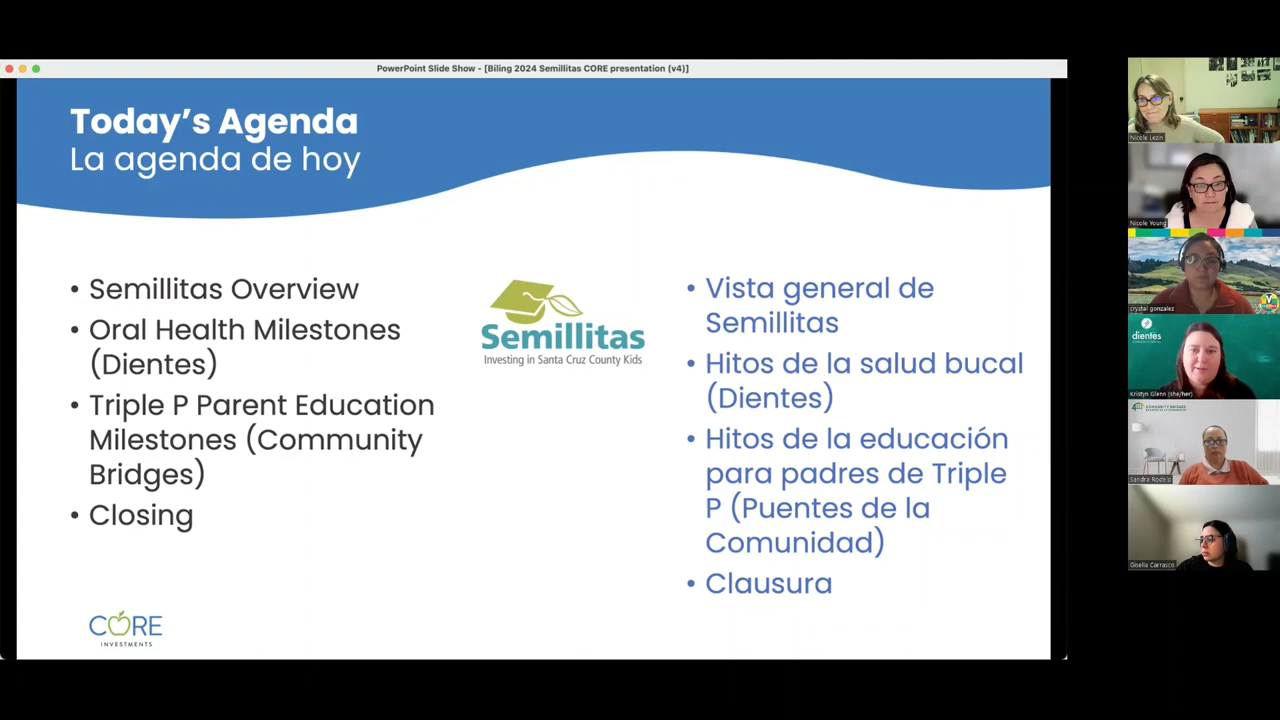 PowerPoint Slide Show - [Biling 2024 Semillitas CORE presentation (v4)]
Today's Agenda
La agenda de hoy
• Semillitas Overview
• Oral Health Milestones
(Dientes)
• Triple P Parent Education
Milestones (Community
Bridges)
• Closing
Semillitas
Investing in Santa Cruz County Kids
• Vista general de
Semillitas
• Hitos de la salud bucal
(Dientes)
• Hitos de la educación
para padres de Triple
P (Puentes de la
Comunidad)
• Clausura
CORE
INVESTMENTS
Nicole Lezin
Nicole Young
crystal gonzalez
dientes
Kristyn Glenn (she/her)
COMMUNITY BRIDGES
Sandra Rodelo
Gisella Carrasco